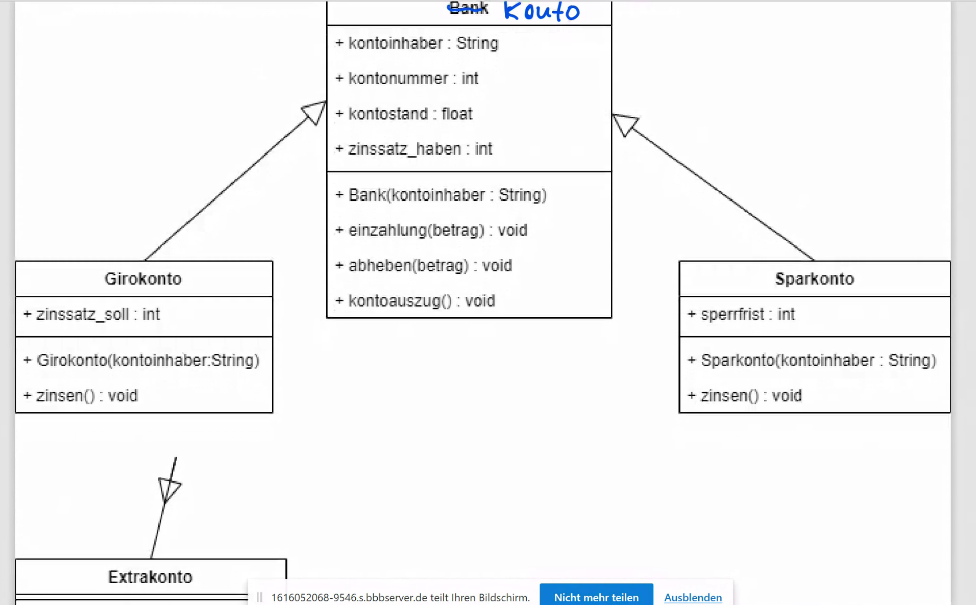 Bank Konto
+ kontoinhaber : String
+ kontonummer : int
+ kontostand : float
+ zinssatz_haben : int
+ Bank(kontoinhaber : String)
+ einzahlung(betrag) : void
+ abheben(betrag) : void
+ kontoauszug() : void
Girokonto
+ zinssatz_soll : int
+ Girokonto(kontoinhaber:String)
+ zinsen() : void
Sparkonto
+ sperrfrist : int
+ Sparkonto(kontoinhaber : String)
+ zinsen() : void
Extrakonto
1616052068-9546.s.bbbserver.de teilt Ihren Bildschirm. Nicht mehr teilen Ausblenden